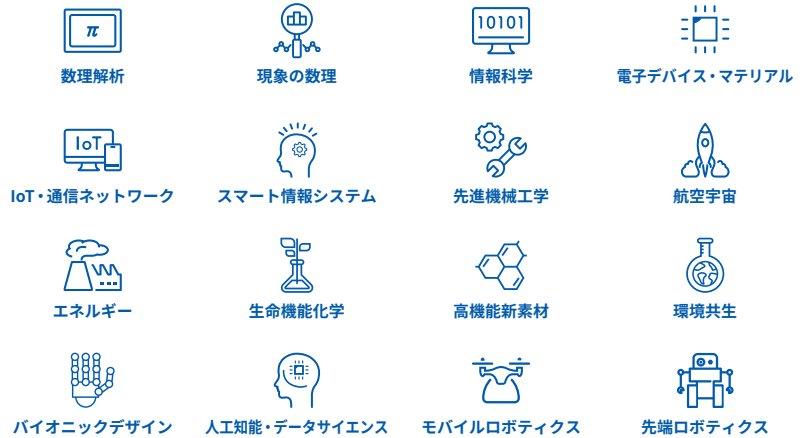 π
10101
数理解析
現象の数理
情報科学
電子デバイス・マテリアル
IoT
IoT・通信ネットワーク
スマート情報システム
先進機械工学
航空宇宙
エネルギー
生命機能化学
高機能新素材
環境共生
バイオニックデザイン
人工知能・データサイエンス
モバイルロボティクス
先端ロボティクス